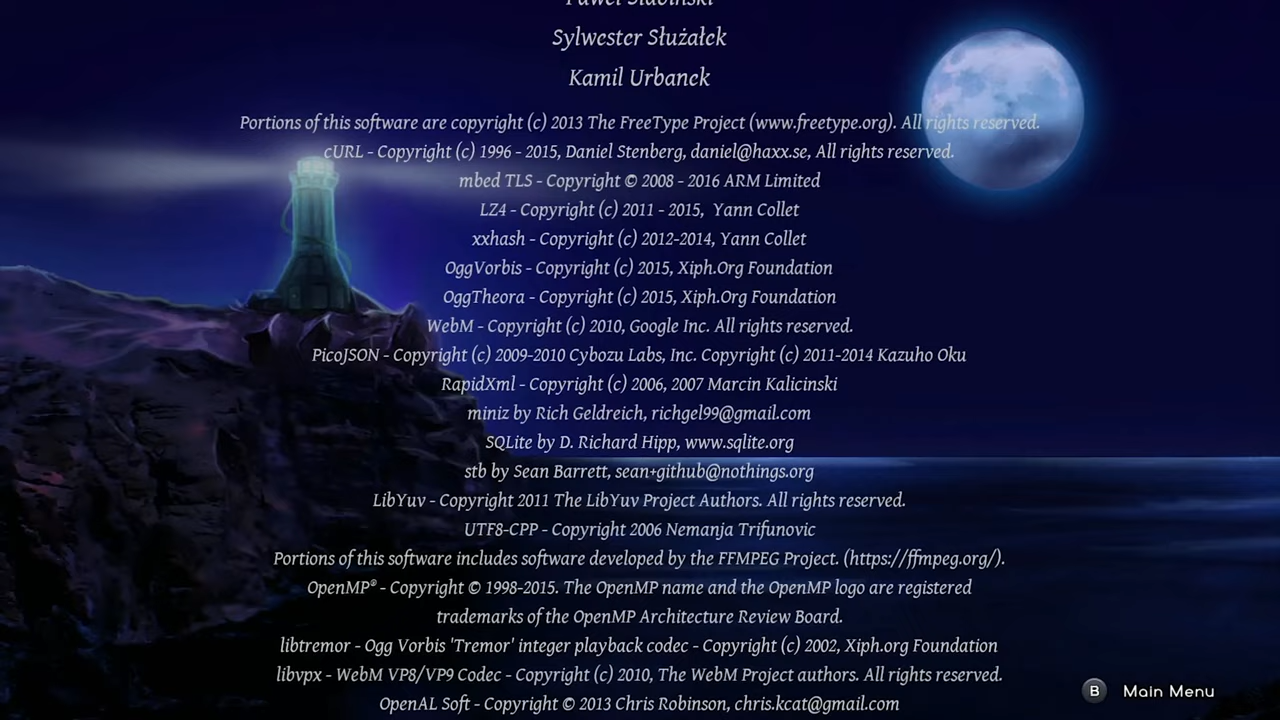 Paweł Siabiński
Sylwester Służałek
Kamil Urbanek
Portions of this software are copyright (c) 2013 The FreeType Project (www.freetype.org). All rights reserved.
cURL - Copyright (c) 1996 - 2015, Daniel Stenberg, daniel@haxx.se, All rights reserved.
mbed TLS - Copyright © 2008 - 2016 ARM Limited
LZ4 - Copyright (c) 2011 - 2015, Yann Collet
xxhash - Copyright (c) 2012-2014, Yann Collet
OggVorbis - Copyright (c) 2015, Xiph.Org Foundation
OggTheora - Copyright (c) 2015, Xiph.Org Foundation
WebM - Copyright (c) 2010, Google Inc. All rights reserved.
PicoJSON - Copyright (c) 2009-2010 Cybozu Labs, Inc. Copyright (c) 2011-2014 Kazuho Oku
RapidXml - Copyright (c) 2006, 2007 Marcin Kalicinski
miniz by Rich Geldreich, richgel99@gmail.com
SQLite by D. Richard Hipp, www.sqlite.org
stb by Sean Barrett, sean+github@nothings.org
LibYuv - Copyright 2011 The LibYuv Project Authors. All rights reserved.
UTF8-CPP - Copyright 2006 Nemanja Trifunovic
Portions of this software includes software developed by the FFMPEG Project. (https://ffmpeg.org/).
OpenMP® - Copyright © 1998-2015. The OpenMP name and the OpenMP logo are registered
trademarks of the OpenMP Architecture Review Board.
libtremor - Ogg Vorbis 'Tremor' integer playback codec - Copyright (c) 2002, Xiph.org Foundation
libvpx - WebM VP8/VP9 Codec - Copyright (c) 2010, The WebM Project authors. All rights reserved.
OpenAL Soft - Copyright © 2013 Chris Robinson, chris.kcat@gmail.com
B Main Menu